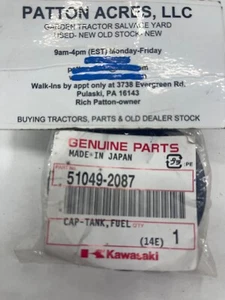 PATTON ACRES, LLC
GARDEN TRACTOR SALVAGE YARD
USED- NEW OLD STOCK- NEW
9am-4pm (EST) Monday-Friday
Walk-Ins by appt only at 3738 Evergreen Rd.
Pulaski, PA 16143
Rich Patton-owner
BUYING TRACTORS, PARTS & OLD DEALER STOCK
GENUINE PARTS
MADE IN JAPAN
PE
51049-2087
CAP-TANK,FUEL QTY
(14E) 1
Kawasaki